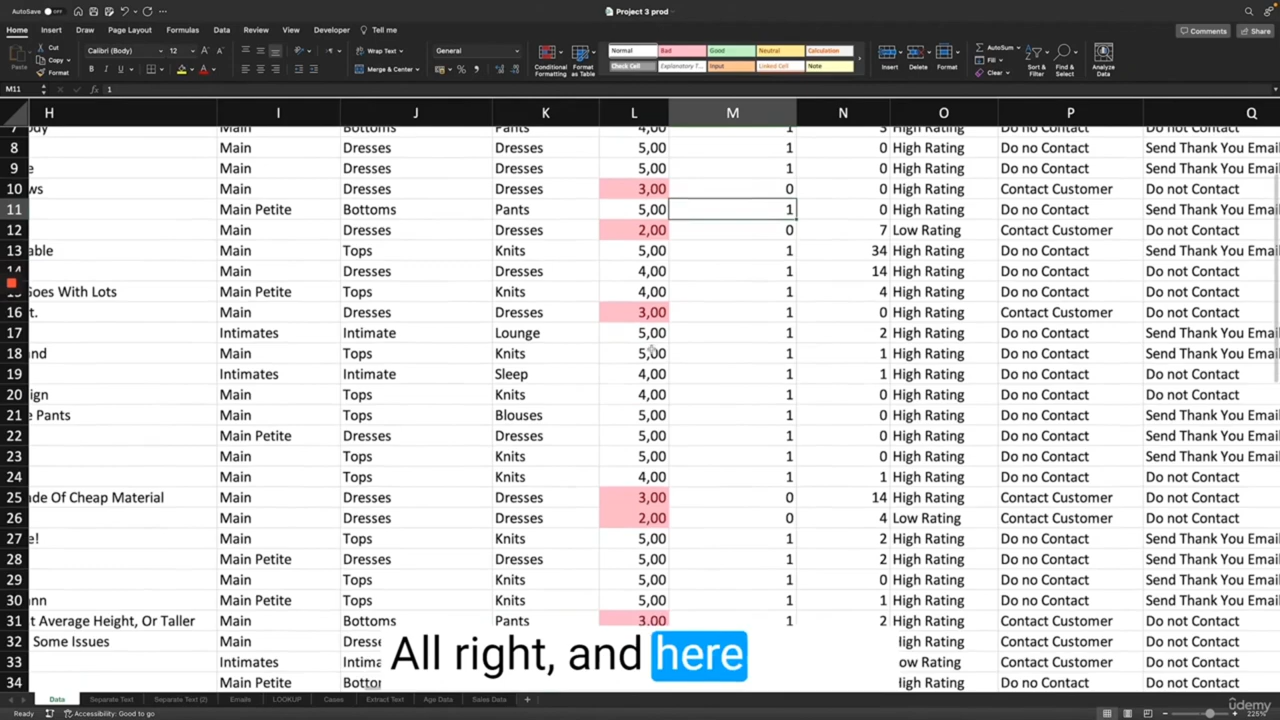 AutoSave OFF Project 3 prod
Home Insert Draw Page Layout Formulas Data Review View Developer Tell me Comments Share
Cut Calibri (Body) 12 Wrap Text General Normal Bad Good Neutral Calculation AutoSum
Copy Fill
Format Merge & Center Check Cell Explanatory T... Input Linked Cell Note Clear
Conditional Formatting Format as Table Insert Delete Format Sort & Filter Find & Select Analyze Data
M11 1
H I J K L M N O P Q
7 ody Main Bottoms Pants 4,00 1 3 High Rating Do no Contact Do not Contact
8 Main Dresses Dresses 5,00 1 0 High Rating Do no Contact Send Thank You Email
9 e Main Dresses Dresses 5,00 1 0 High Rating Do no Contact Send Thank You Emai
10 ws Main Dresses Dresses 3,00 0 0 High Rating Contact Customer Do not Contact
11 Main Petite Bottoms Pants 5,00 1 0 High Rating Do no Contact Send Thank You Emai
12 Main Dresses Dresses 2,00 0 7 Low Rating Contact Customer Do not Contact
13 able Main Tops Knits 5,00 1 34 High Rating Do no Contact Send Thank You Emai
14 Main Dresses Dresses 4,00 1 14 High Rating Do no Contact Do not Contact
15 Goes With Lots Main Petite Tops Knits 4,00 1 4 High Rating Do no Contact Do not Contact
16 t. Main Dresses Dresses 3,00 1 0 High Rating Contact Customer Do not Contact
17 Intimates Intimate Lounge 5,00 1 2 High Rating Do no Contact Send Thank You Emai
18 and Main Tops Knits 5,00 1 1 High Rating Do no Contact Send Thank You Emai
19 Intimates Intimate Sleep 4,00 1 1 High Rating Do no Contact Do not Contact
20 ign Main Tops Knits 4,00 1 0 High Rating Do no Contact Do not Contact
21 e Pants Main Tops Blouses 5,00 1 0 High Rating Do no Contact Send Thank You Emai
22 Main Petite Dresses Dresses 5,00 1 0 High Rating Do no Contact Send Thank You Emai
23 Main Tops Knits 5,00 1 0 High Rating Do no Contact Send Thank You Emai
24 Main Tops Knits 4,00 1 1 High Rating Do no Contact Do not Contact
25 de Of Cheap Material Main Dresses Dresses 3,00 0 14 High Rating Contact Customer Do not Contact
26 Main Dresses Dresses 2,00 0 4 Low Rating Contact Customer Do not Contact
27 e! Main Tops Knits 5,00 1 2 High Rating Do no Contact Send Thank You Emai
28 Main Petite Dresses Dresses 5,00 1 2 High Rating Do no Contact Send Thank You Emai
29 Main Tops Knits 5,00 1 0 High Rating Do no Contact Send Thank You Emai
30 nn Main Petite Tops Knits 5,00 1 1 High Rating Do no Contact Send Thank You Emai
31 t Average Height, Or Taller Main Bottoms Pants 3,00 1 2 High Rating Contact Customer Do not Contact
32 Some Issues Main Dresse High Rating Contact Customer Do not Contact
33 Intimates Intima ow Rating Contact Customer Do not Contact
34 Main Petite Bottor High Rating Contact Customer Do not Contact
All right, and here
Data Separate Text Separate Text (2) Emails LOOKUP Cases Extract Text Age Data Sales Data +
Ready Accessibility: Good to go 225%
ûdemy